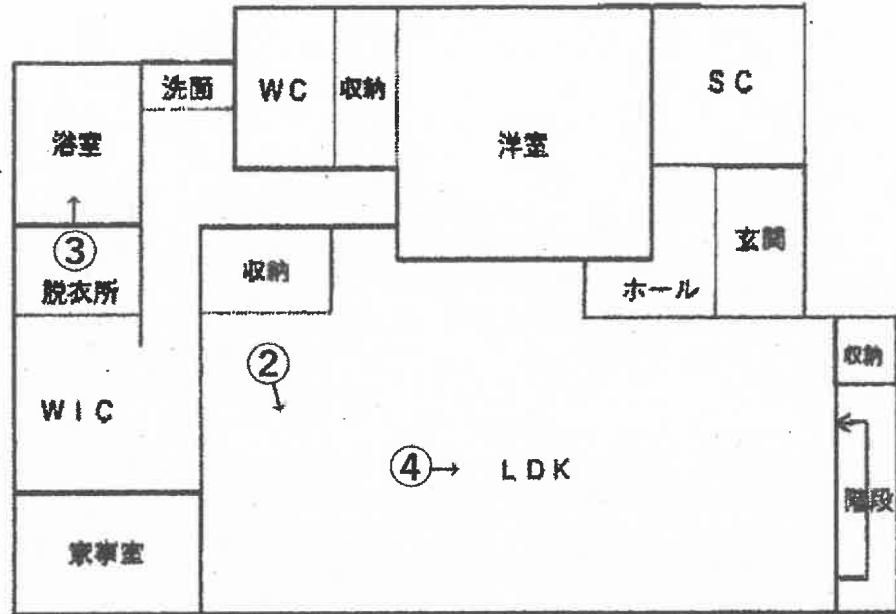 洗面
WC
収納
SC
浴室
洋室
玄関
③
脱衣所
収納
ホール
②
収納
WIC
④
LDK
階段
家事室